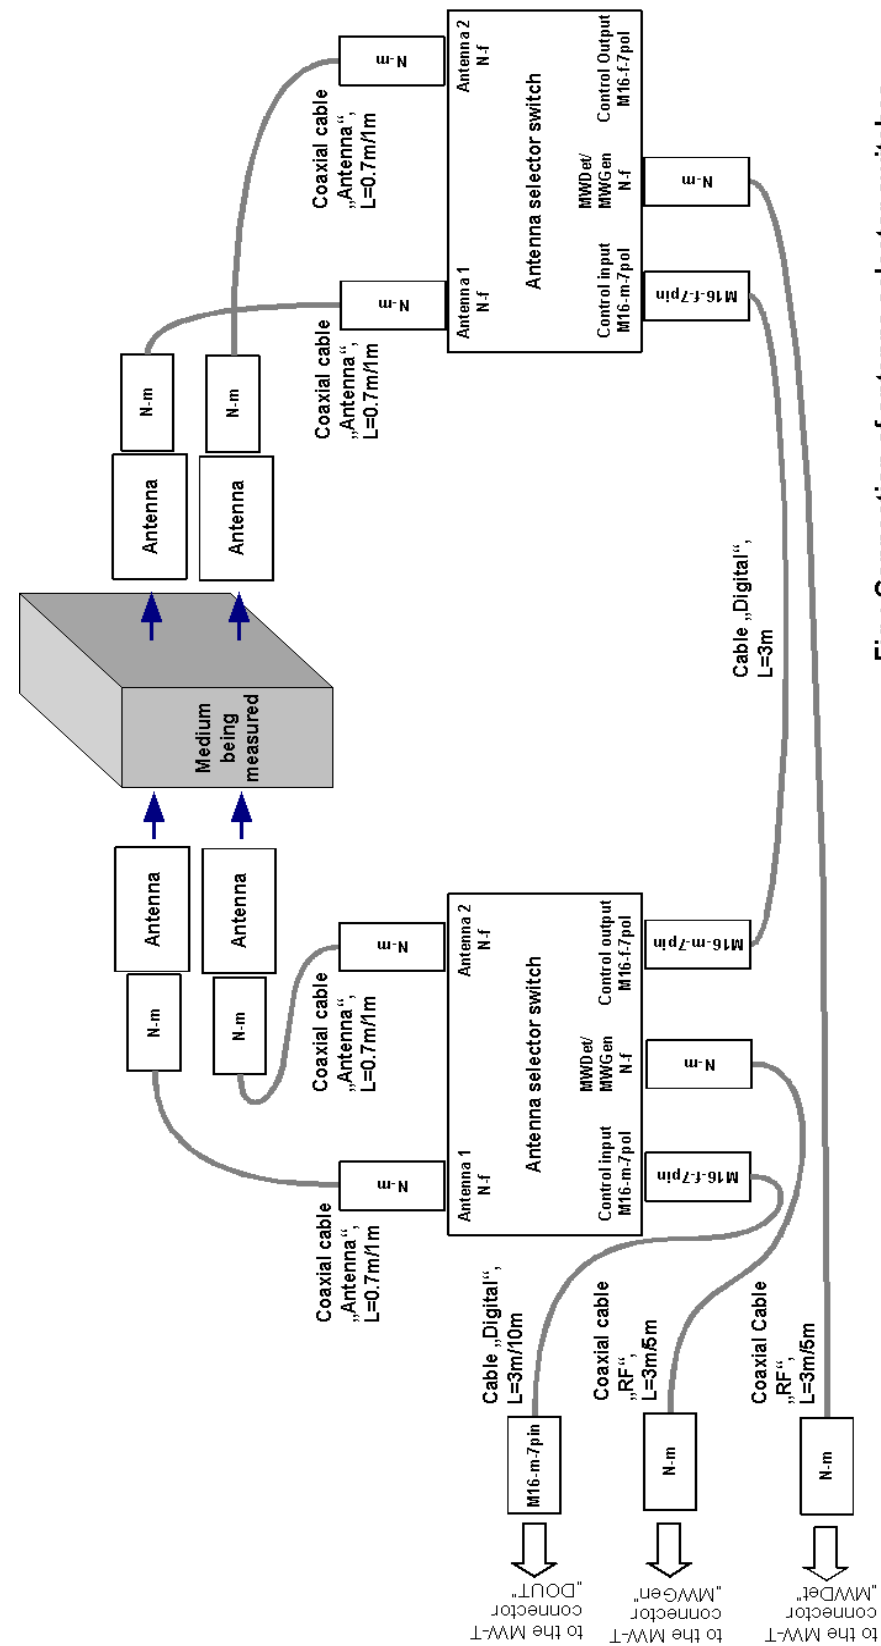 N-m
Antenna
Antenna
N-m
N-m
Antenna
Antenna
N-m
Medium
being
measured
Coaxial cable
„Antenna“,
L=0.7m/1m
N-m
Coaxial cable
„Antenna“,
L=0.7m/1m
N-m
Coaxial cable
„Antenna“,
L=0.7m/1m
N-m
Coaxial cable
„Antenna“,
L=0.7m/1m
N-m
Antenna 1
N-f
Antenna 2
N-f
Antenna selector switch
Control input
M16-m-7pol
MWDet/
MWGen
N-f
Control output
M16-f-7pol
M16-f-7pin
N-m
M16-m-7pin
Antenna 1
N-f
Antenna 2
N-f
Antenna selector switch
Control input
M16-m-7pol
MWDet/
MWGen
N-f
Control Output
M16-f-7pol
M16-f-7pin
N-m
to the MW-T
connector
"DOUT"
M16-m-7pin
Cable „Digital“,
L=3m/10m
to the MW-T
connector
„MWGen"
N-m
Coaxial cable
„RF“,
L=3m/5m
to the MW-T
connector
„MWDet"
N-m
Coaxial Cable
„RF“,
L=3m/5m
Cable „Digital“,
L=3m
Connection of antenna selector switches